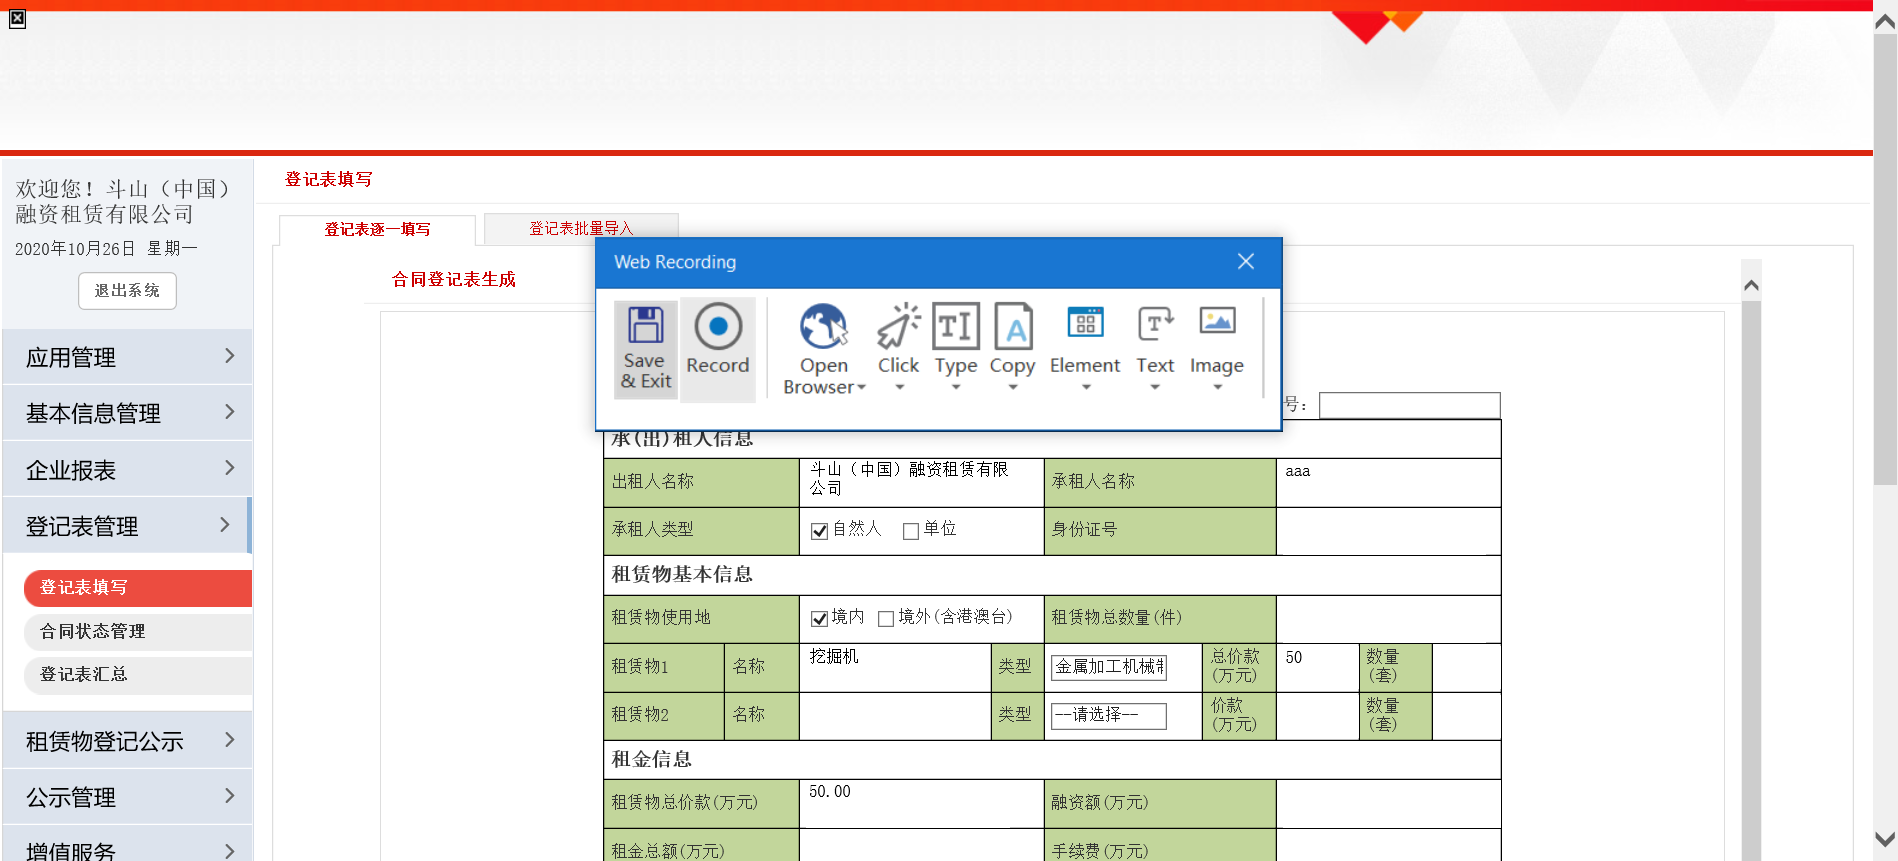 欢迎您！斗山（中国）
融资租赁有限公司
2020年10月26日 星期一
退出系统
应用管理
基本信息管理
企业报表
登记表管理
登记表填写
合同状态管理
登记表汇总
租赁物登记公示
公示管理
增值服务
登记表填写
登记表逐一填写
登记表批量导入
合同登记表生成
Web Recording
Save & Exit
Record
Open Browser
Click
Type
Copy
Element
Text
Image
号：
承(出)租人信息
出租人名称
斗山（中国）融资租赁有限
公司
承租人名称
aaa
承租人类型
自然人 单位
身份证号
租赁物基本信息
租赁物使用地
境内 境外(含港澳台)
租赁物总数量(件)
租赁物1
名称
挖掘机
类型
金属加工机械制
总价款
(万元)
50
数量
(套)
租赁物2
名称
类型
--请选择--
价款
(万元)
数量
(套)
租金信息
租赁物总价款(万元)
50.00
融资额(万元)
租金总额(万元)
手续费(万元)